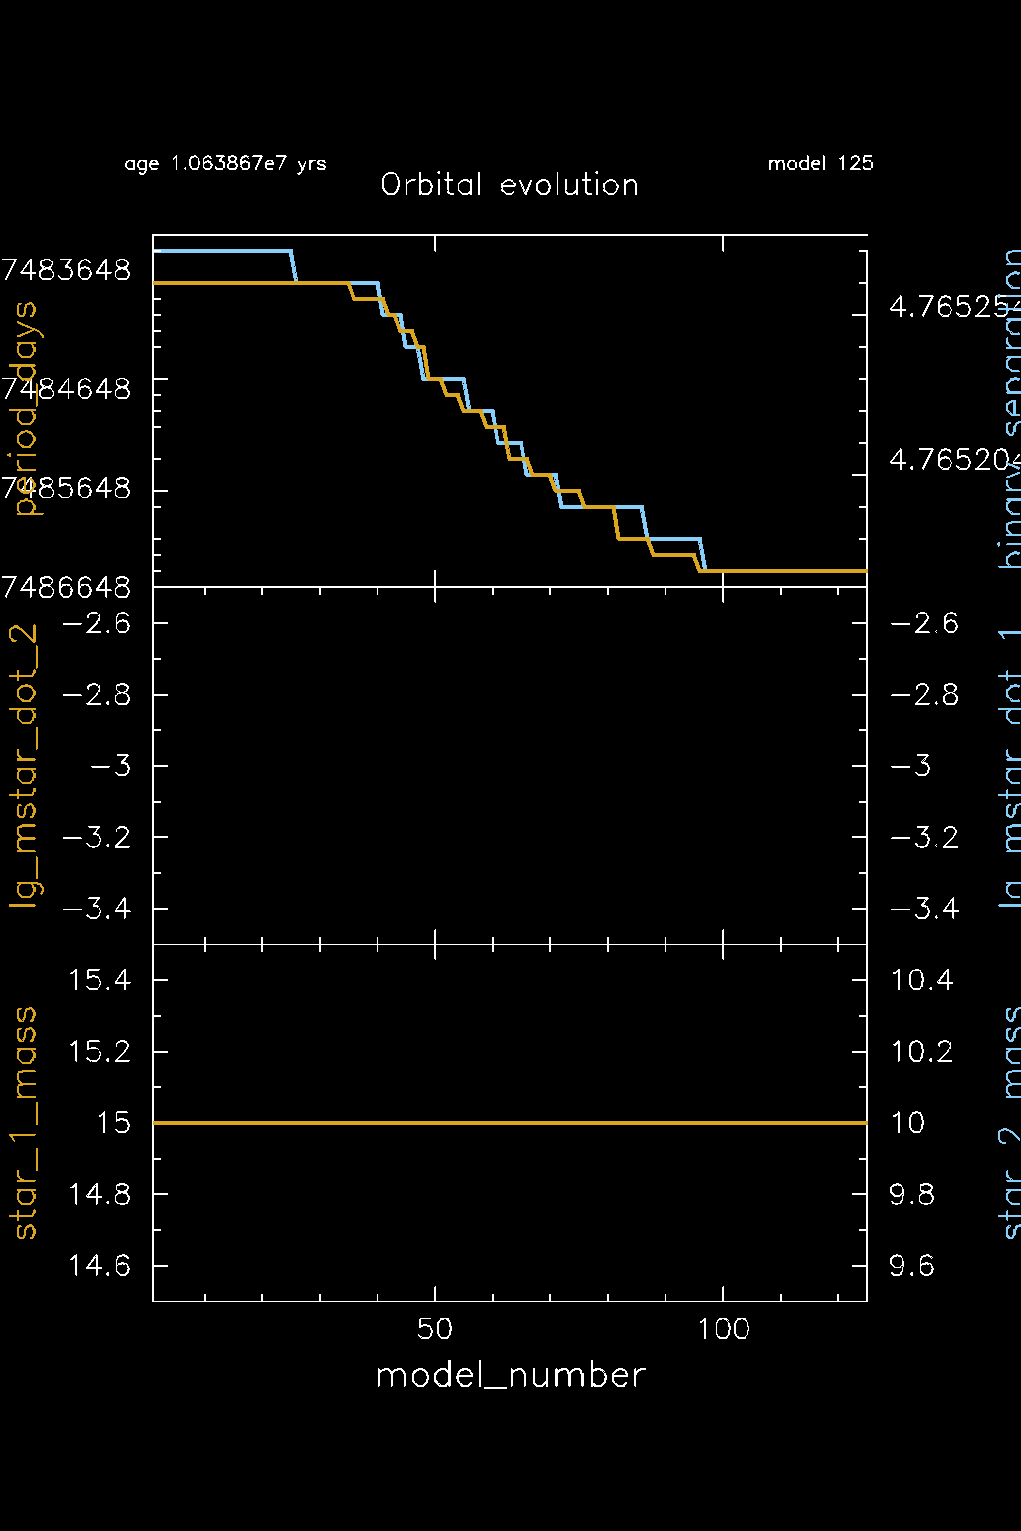 age 1.063867e7 yrs
model 125
Orbital evolution
period_days
7483648
7484648
7485648
7486648
4.765254
4.765204
binary_separation
lg_mstar_dot_2
−2.6
−2.8
−3
−3.2
−3.4
−2.6
−2.8
−3
−3.2
−3.4
lg_mstar_dot_1
star_1_mass
15.4
15.2
15
14.8
14.6
10.4
10.2
10
9.8
9.6
star_2_mass
50
100
model_number